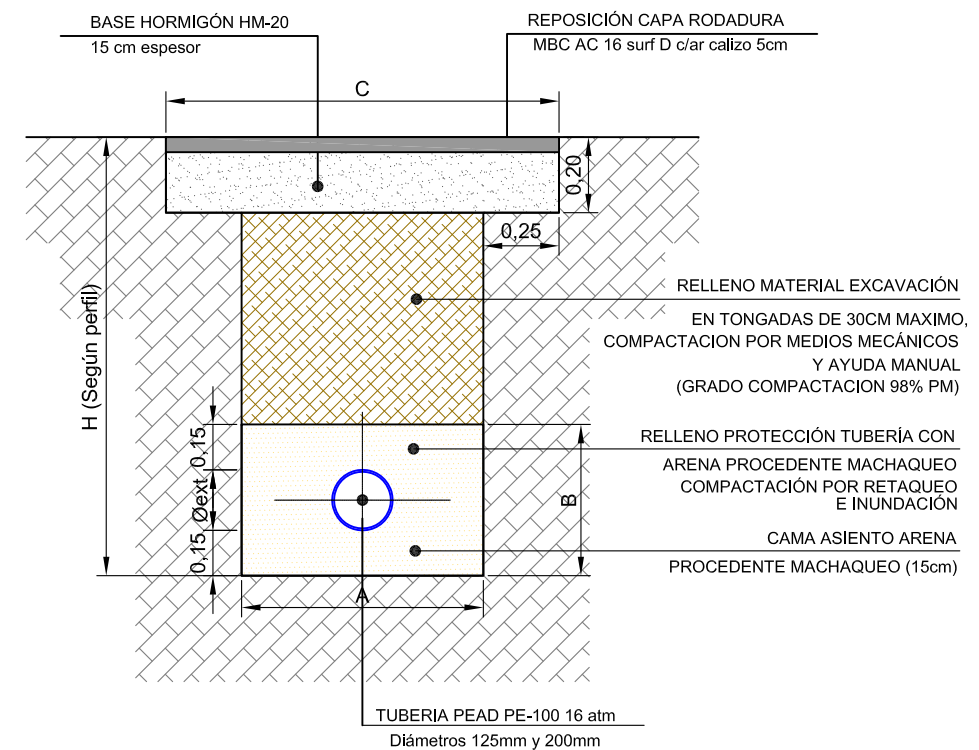 BASE HORMIGÓN HM-20
15 cm espesor
REPOSICIÓN CAPA RODADURA
MBC AC 16 surf D c/ar calizo 5cm
C
0,20
0,25
H (Según perfil)
RELLENO MATERIAL EXCAVACIÓN
EN TONGADAS DE 30CM MAXIMO,
COMPACTACION POR MEDIOS MECÁNICOS
Y AYUDA MANUAL
(GRADO COMPACTACION 98% PM)
0,15
Øext
0,15
B
RELLENO PROTECCIÓN TUBERÍA CON
ARENA PROCEDENTE MACHAQUEO
COMPACTACIÓN POR RETAQUEO
E INUNDACIÓN
CAMA ASIENTO ARENA
PROCEDENTE MACHAQUEO (15cm)
A
TUBERIA PEAD PE-100 16 atm
Diámetros 125mm y 200mm